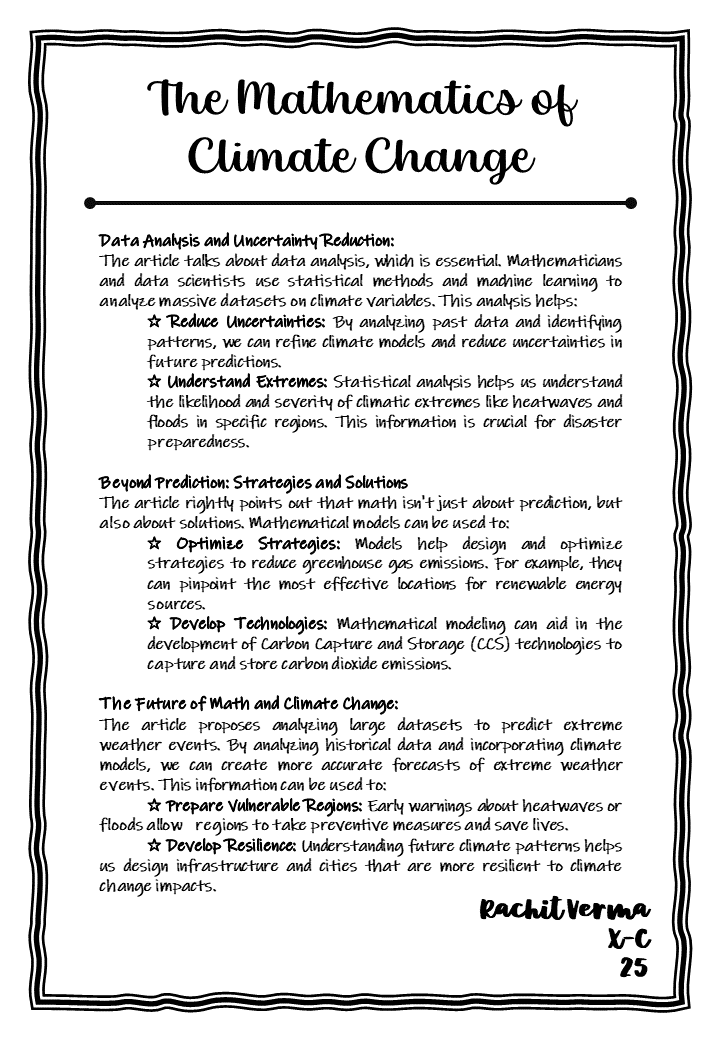 The Mathematics of
Climate Change
Data Analysis and Uncertainty Reduction:
The article talks about data analysis, which is essential. Mathematicians
and data scientists use statistical methods and machine learning to
analyze massive datasets on climate variables. This analysis helps:
☆ Reduce Uncertainties: By analyzing past data and identifying
patterns, we can refine climate models and reduce uncertainties in
future predictions.
☆ Understand Extremes: Statistical analysis helps us understand
the likelihood and severity of climatic extremes like heatwaves and
floods in specific regions. This information is crucial for disaster
preparedness.
Beyond Prediction: Strategies and Solutions
The article rightly points out that math isn't just about prediction, but
also about solutions. Mathematical models can be used to:
☆ Optimize Strategies: Models help design and optimize
strategies to reduce greenhouse gas emissions. For example, they
can pinpoint the most effective locations for renewable energy
sources.
☆ Develop Technologies: Mathematical modeling can aid in the
development of Carbon Capture and Storage (CCS) technologies to
capture and store carbon dioxide emissions.
The Future of Math and Climate Change:
The article proposes analyzing large datasets to predict extreme
weather events. By analyzing historical data and incorporating climate
models, we can create more accurate forecasts of extreme weather
events. This information can be used to:
☆ Prepare Vulnerable Regions: Early warnings about heatwaves or
floods allow regions to take preventive measures and save lives.
☆ Develop Resilience: Understanding future climate patterns helps
us design infrastructure and cities that are more resilient to climate
change impacts.
Rachit Verma
X-C
25